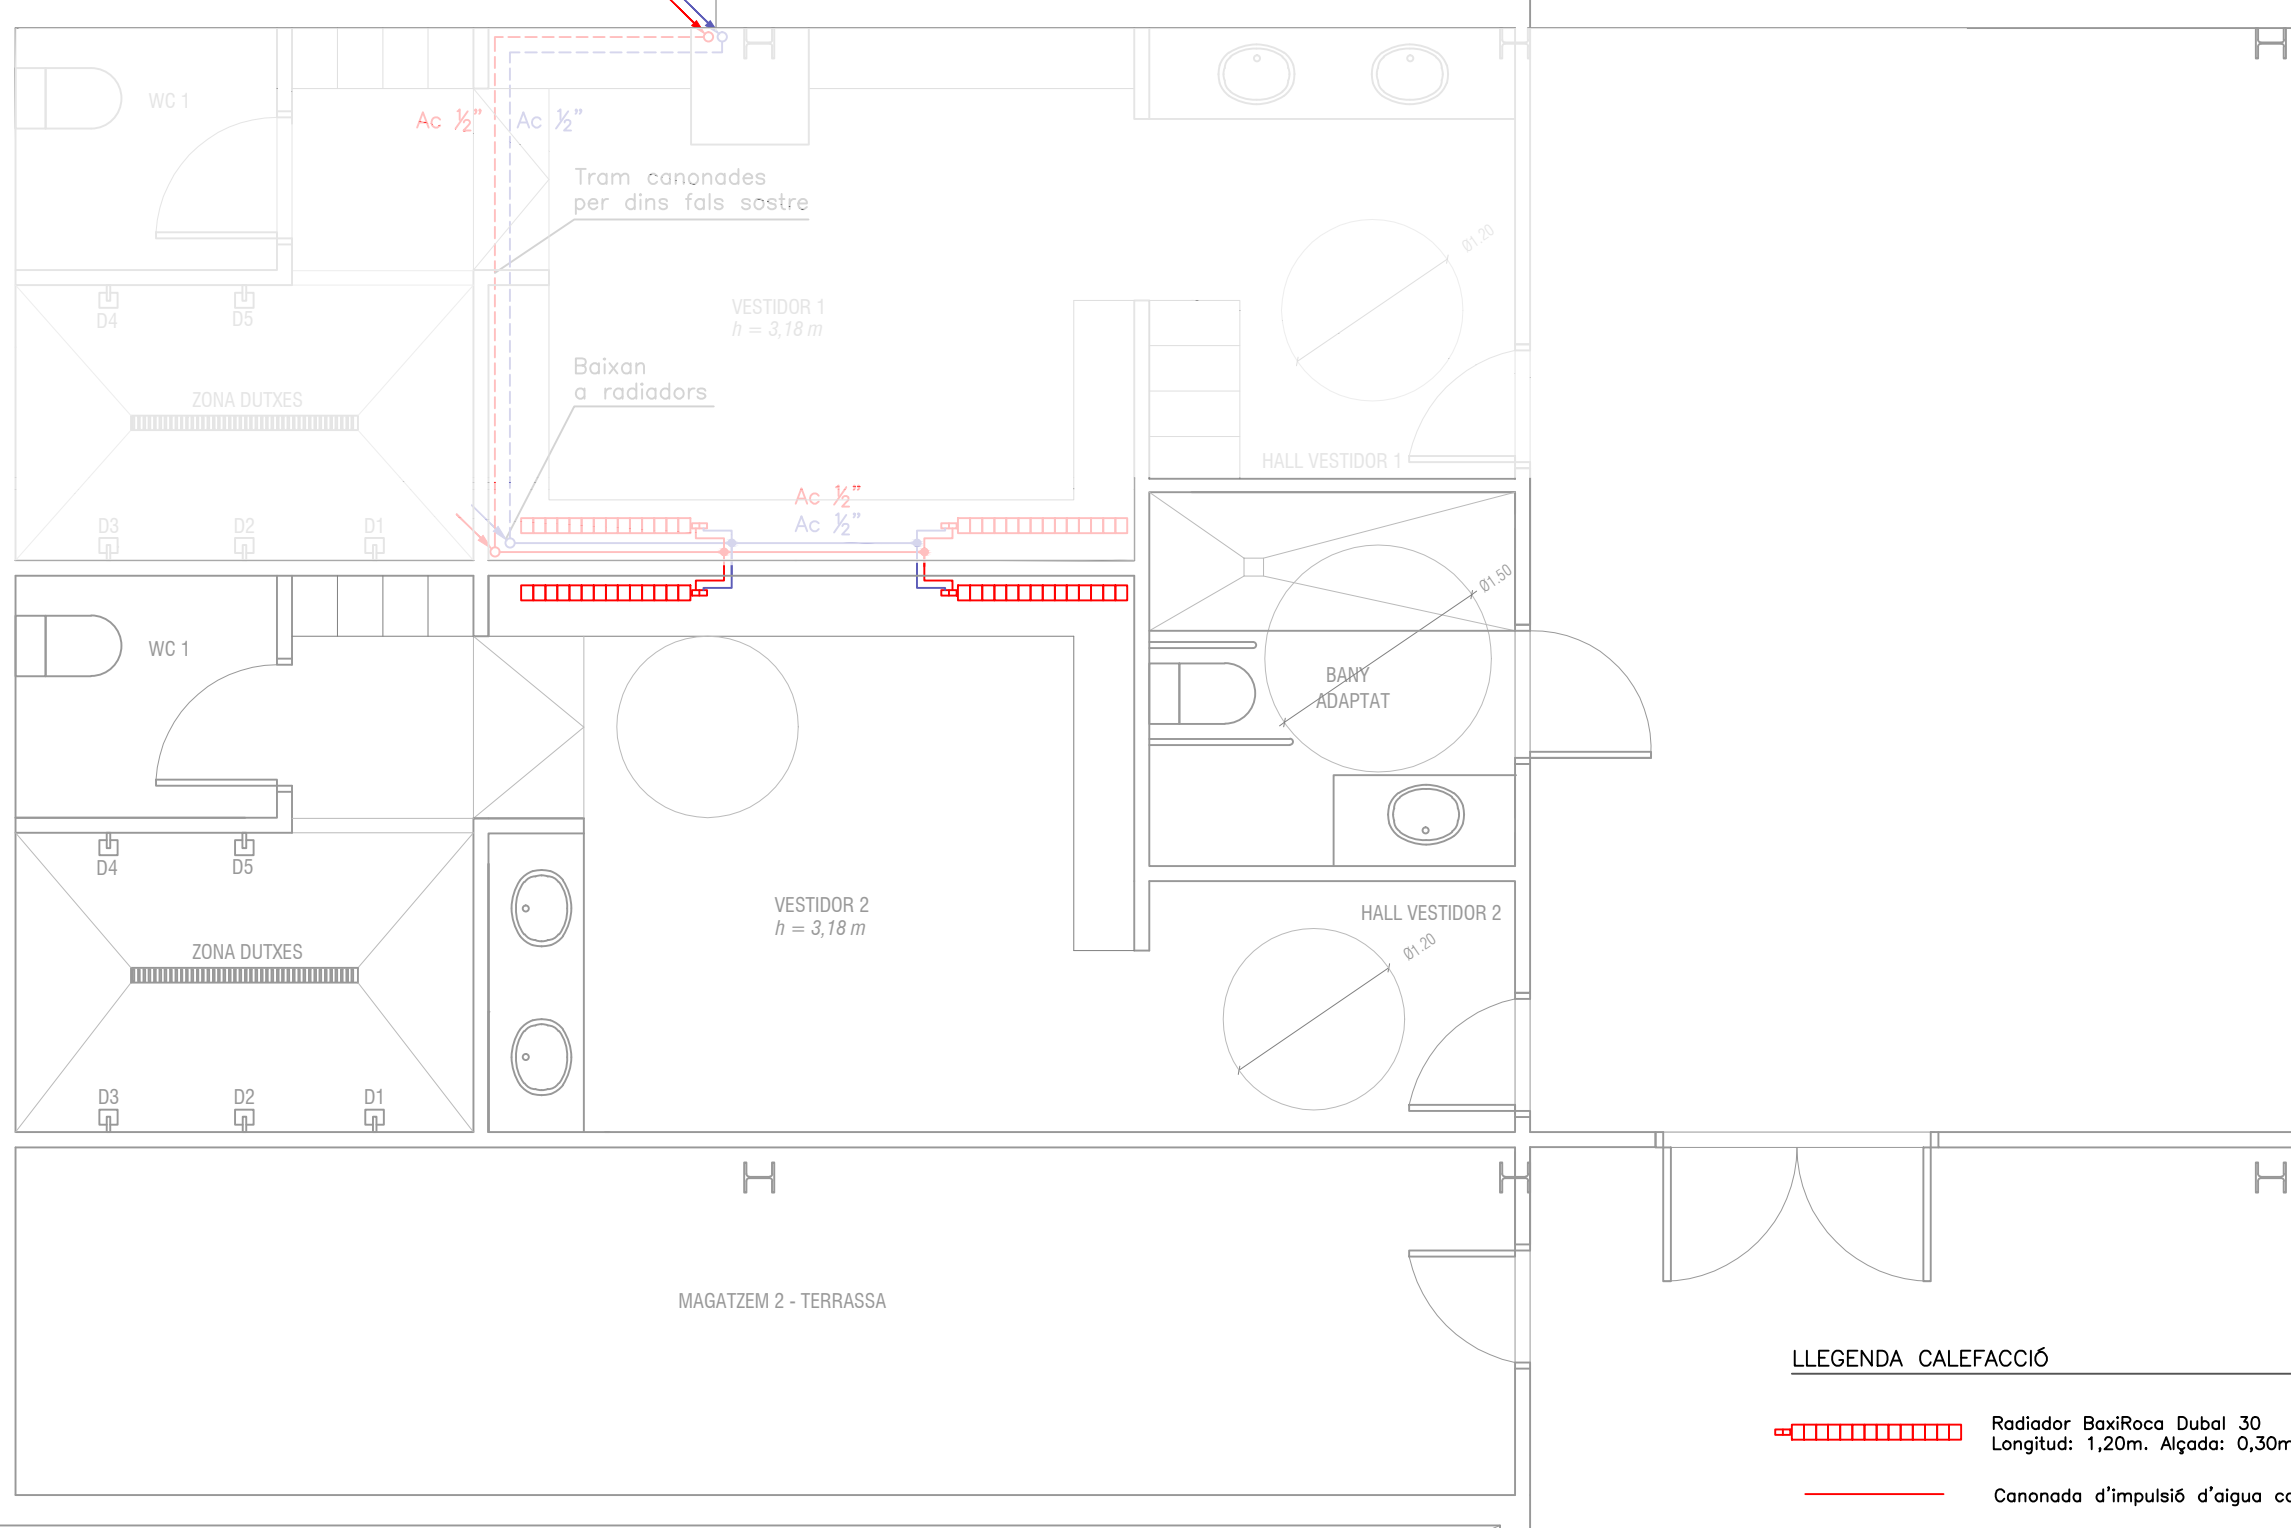 WC 1
Ac ½” Ac ½”
Tram canonades
per dins fals sostre
Ø1.20
VESTIDOR 1
h = 3,18 m
D4 D5
Baixan
a radiadors
ZONA DUTXES
HALL VESTIDOR 1
Ac ½”
Ac ½”
D3 D2 D1
Ø1.50
WC 1
BANY
ADAPTAT
D4 D5
VESTIDOR 2
h = 3,18 m
HALL VESTIDOR 2
Ø1.20
ZONA DUTXES
D3 D2 D1
MAGATZEM 2 - TERRASSA
LLEGENDA CALEFACCIÓ
Radiador BaxiRoca Dubal 30
Longitud: 1,20m. Alçada: 0,30m
Canonada d'impulsió d'aigua